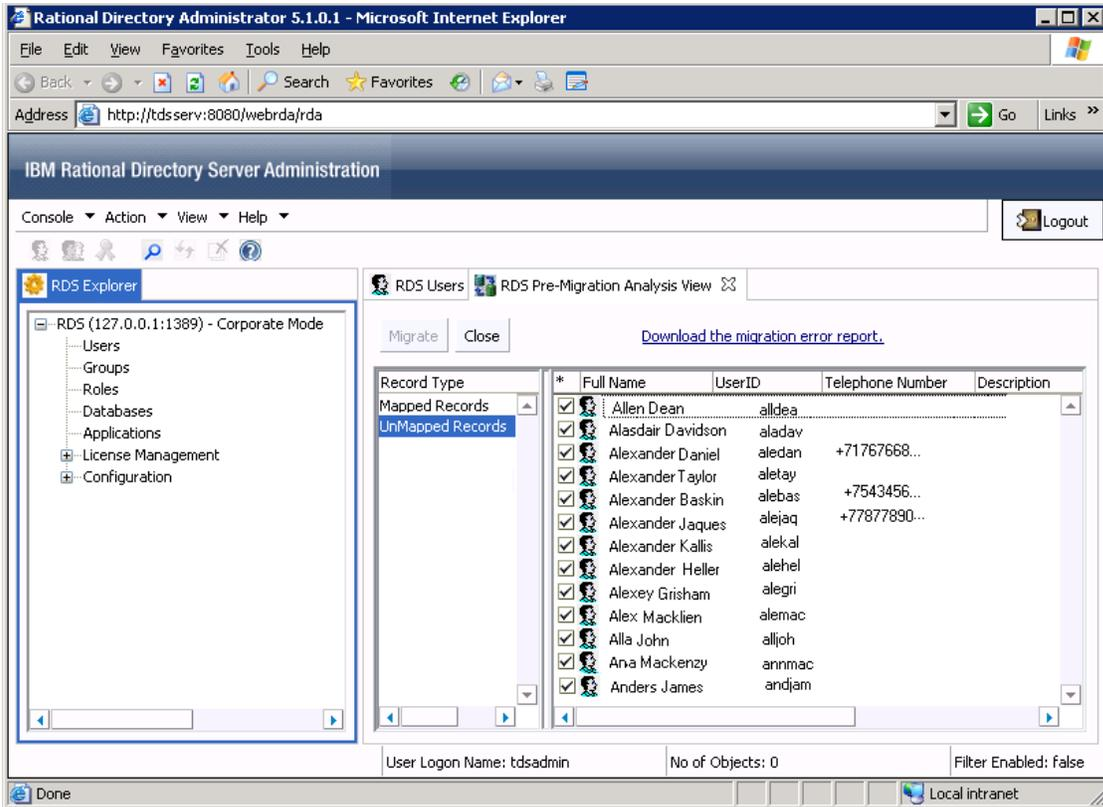 Rational Directory Administrator 5.1.0.1 - Microsoft Internet Explorer
File Edit View Favorites Tools Help
Back Search Favorites
Address http://tdsserv:8080/webrda/rda Go Links »
IBM Rational Directory Server Administration
Console Action View Help
Logout
RDS Explorer
RDS (127.0.0.1:1389) - Corporate Mode
Users
Groups
Roles
Databases
Applications
License Management
Configuration
RDS Users RDS Pre-Migration Analysis View
Migrate Close Download the migration error report.
Record Type
Mapped Records
UnMapped Records
* Full Name UserID Telephone Number Description
Allen Dean alldea
Alasdair Davidson aladav
Alexander Daniel aledan +71767668...
Alexander Taylor aletay
Alexander Baskin alebas +7543456...
Alexander Jaques alejaq +77877890...
Alexander Kallis alekal
Alexander Heller alehel
Alexey Grisham alegri
Alex Macklien alemac
Alla John alljoh
Ana Mackenzy annmac
Anders James andjam
User Logon Name: tdsadmin No of Objects: 0 Filter Enabled: false
Done Local intranet